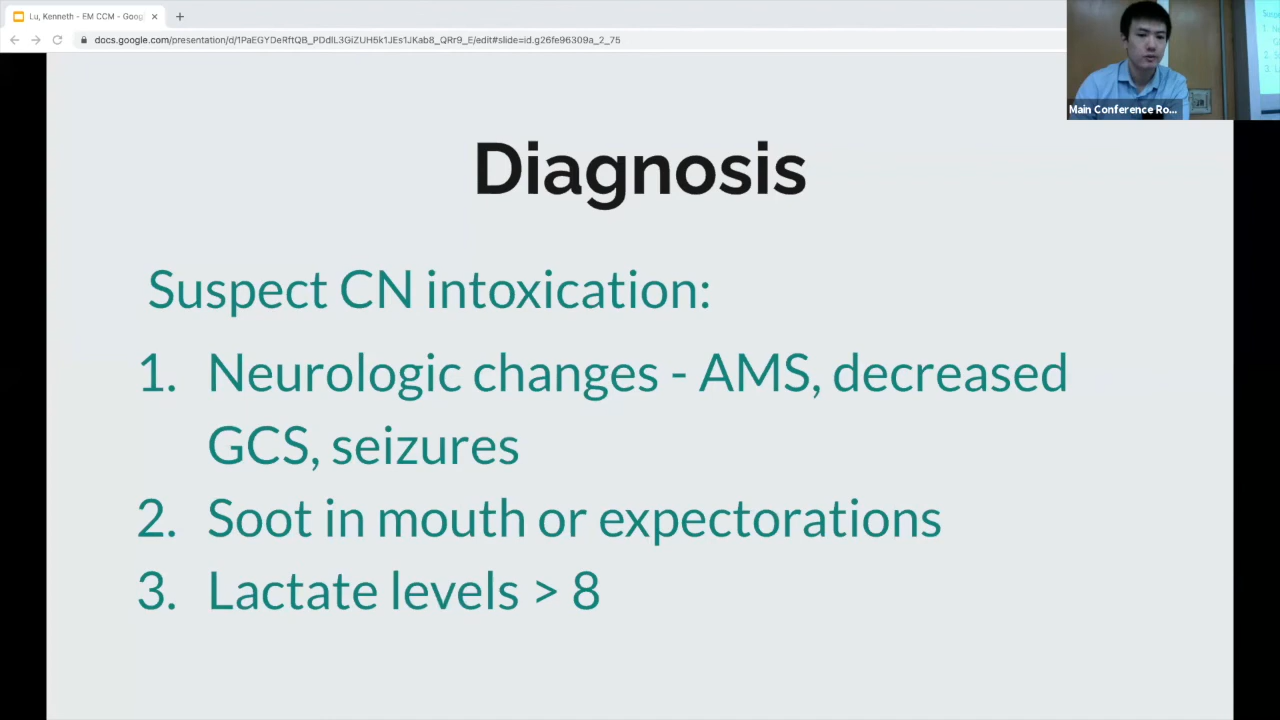 Lu, Kenneth - EM CCM - Goog
docs.google.com/presentation/d/1PaEGYDeRftQB_PDdlL3GiZUH5k1JEs1JKab8_QRr9_E/edit#slide=id.g26fe96309a_2_75
Main Conference Ro...
Diagnosis
Suspect CN intoxication:
1. Neurologic changes - AMS, decreased
GCS, seizures
2. Soot in mouth or expectorations
3. Lactate levels > 8